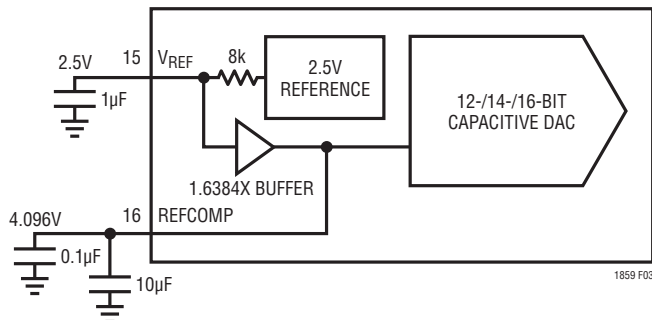 2.5V
15
VREF
8k
2.5V
REFERENCE
12-/14-/16-BIT
CAPACITIVE DAC
1µF
1.6384X BUFFER
4.096V
16
REFCOMP
0.1µF
10µF
1859 F03